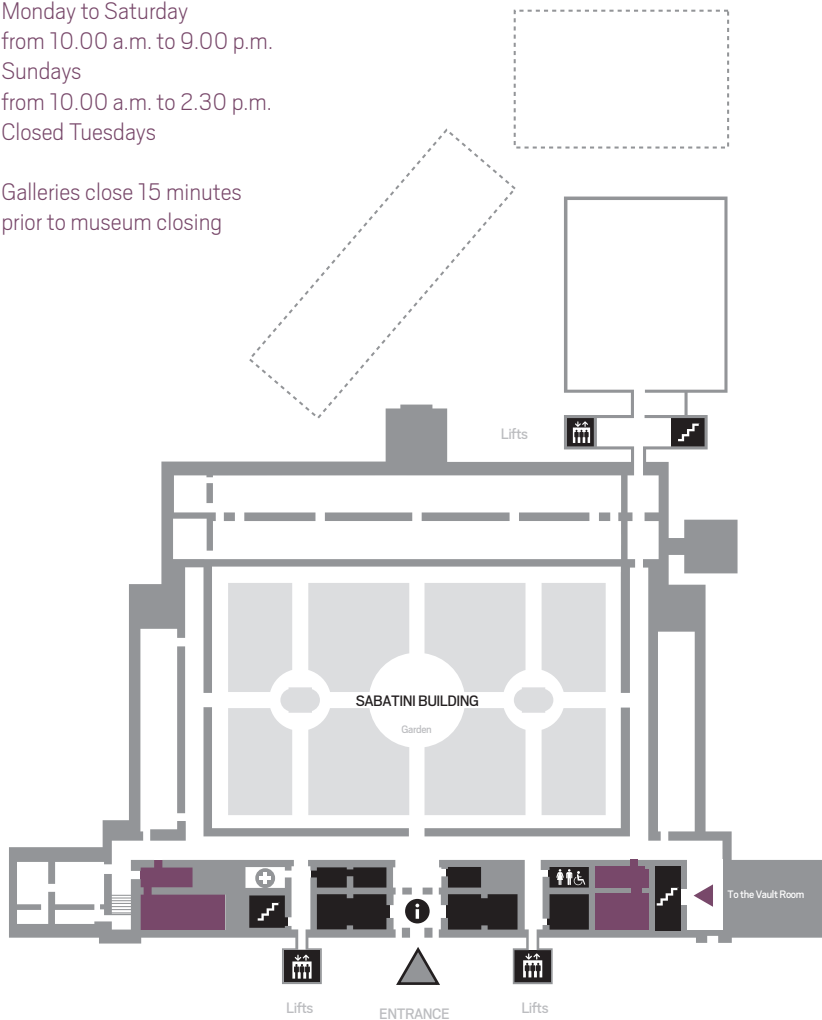 Monday to Saturday
from 10.00 a.m. to 9.00 p.m.
Sundays
from 10.00 a.m. to 2.30 p.m.
Closed Tuesdays
Galleries close 15 minutes
prior to museum closing
Lifts
SABATINI BUILDING
Garden
To the Vault Room
i
Lifts
ENTRANCE
Lifts